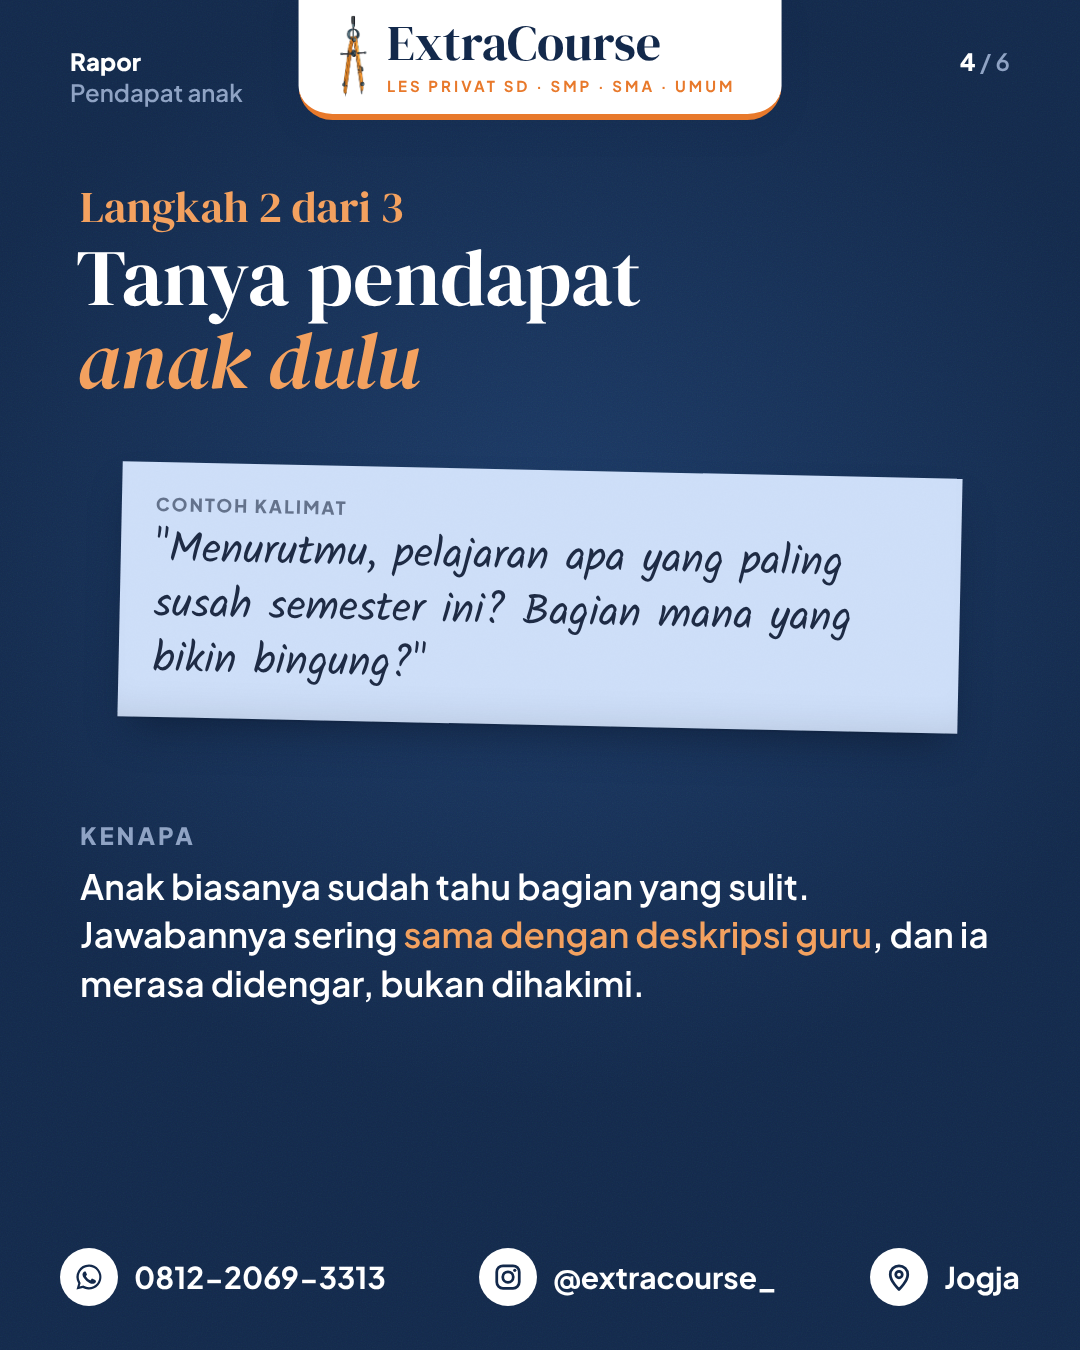 Rapor
Pendapat anak
ExtraCourse
LES PRIVAT SD · SMP · SMA · UMUM
4 / 6
Langkah 2 dari 3
Tanya pendapat
anak dulu
CONTOH KALIMAT
"Menurutmu, pelajaran apa yang paling
susah semester ini? Bagian mana yang
bikin bingung?"
KENAPA
Anak biasanya sudah tahu bagian yang sulit.
Jawabannya sering sama dengan deskripsi guru, dan ia
merasa didengar, bukan dihakimi.
0812-2069-3313
@extracourse_
Jogja